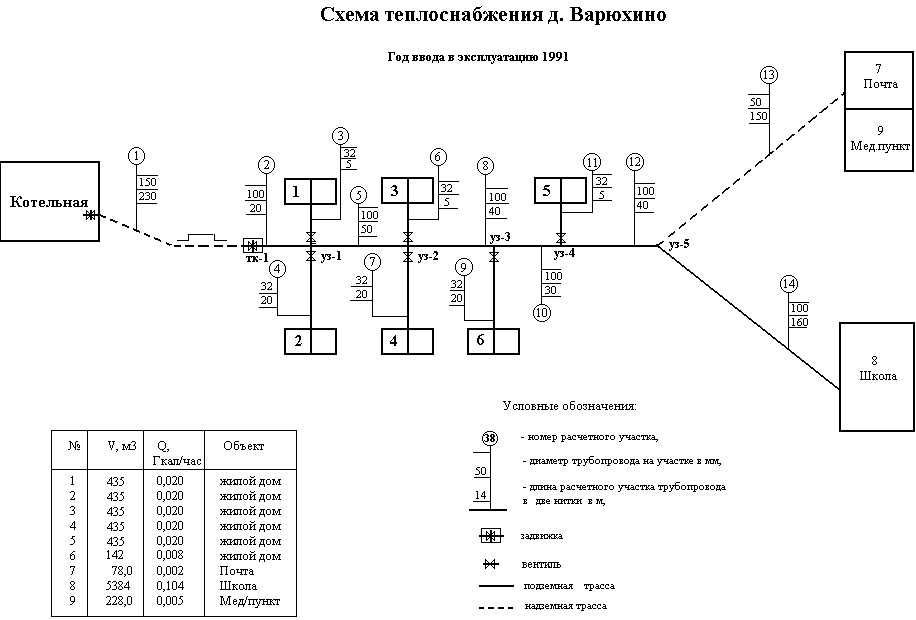 Схема теплоснабжения д. Варюхино
Год ввода в эксплуатацию 1991
Котельная
1
150
230
2
100
20
тк-1
3
32
5
1
4
32
20
2
уз-1
5
100
50
6
32
5
3
7
32
20
4
уз-2
8
100
40
уз-3
9
32
20
6
10
100
30
11
32
5
5
уз-4
12
100
40
уз-5
13
50
150
7
Почта
9
Мед.пункт
14
100
160
8
Школа
№ V, м3 Q, Гкал/час Объект
1 435 0,020 жилой дом
2 435 0,020 жилой дом
3 435 0,020 жилой дом
4 435 0,020 жилой дом
5 435 0,020 жилой дом
6 142 0,008 жилой дом
7 78,0 0,002 Почта
8 5384 0,104 Школа
9 228,0 0,005 Мед/пункт
Условные обозначения:
38 - номер расчетного участка,
50 - диаметр трубопровода на участке в мм,
14 - длина расчетного участка трубопровода
в две нитки в м,
задвижка
вентиль
подземная трасса
надземная трасса